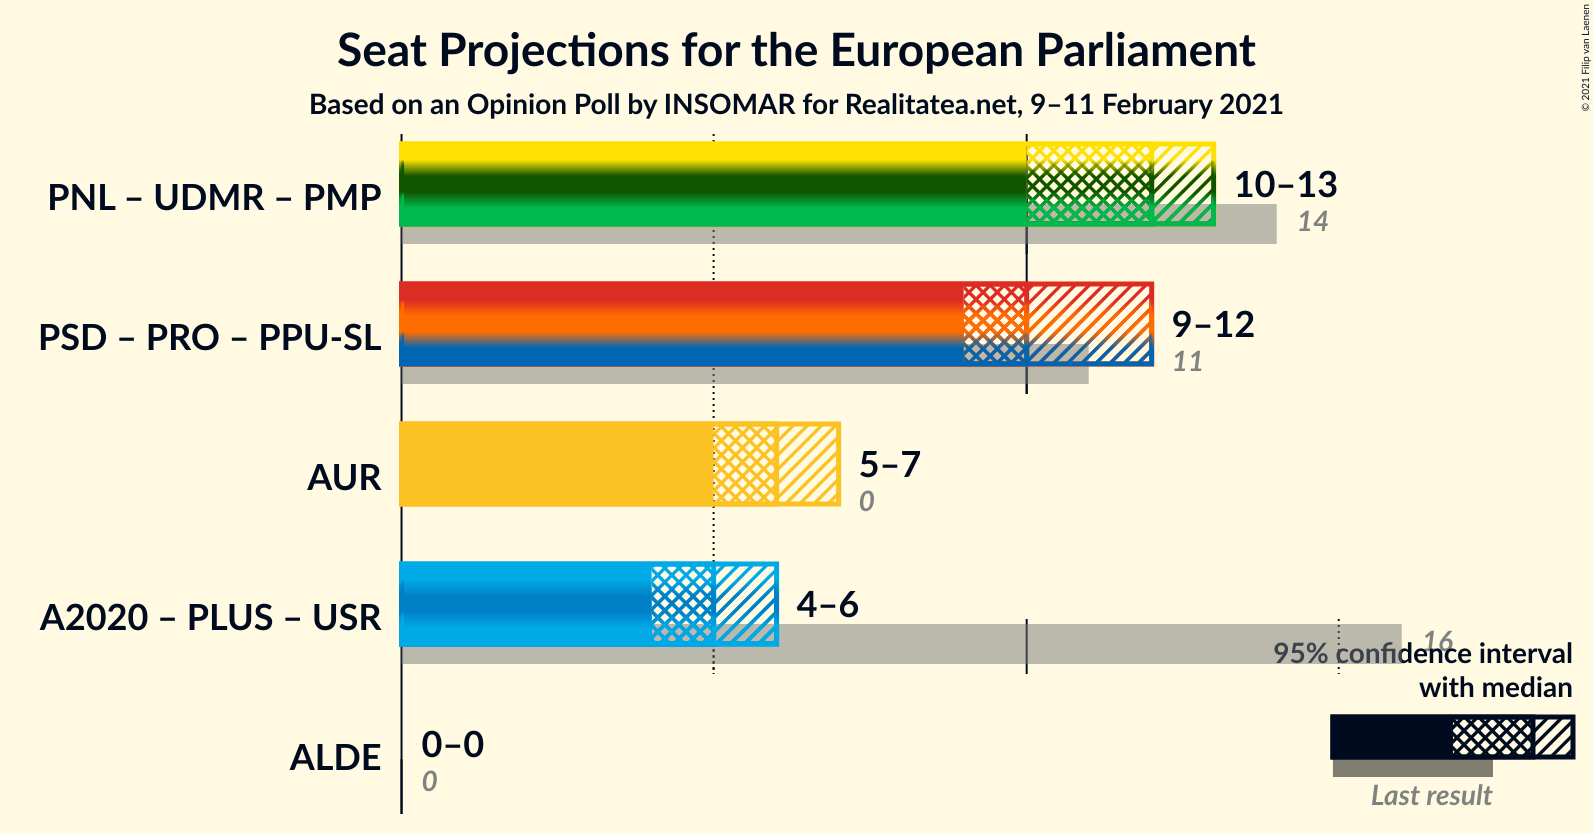 Seat Projections for the European Parliament
Based on an Opinion Poll by INSOMAR for Realitatea.net, 9–11 February 2021
© 2021 Filip van Laenen
PNL – UDMR – PMP
10–13
14
PSD – PRO – PPU-SL
9–12
11
AUR
5–7
0
A2020 – PLUS – USR
4–6
16
95% confidence interval
with median
Last result
ALDE
0–0
0